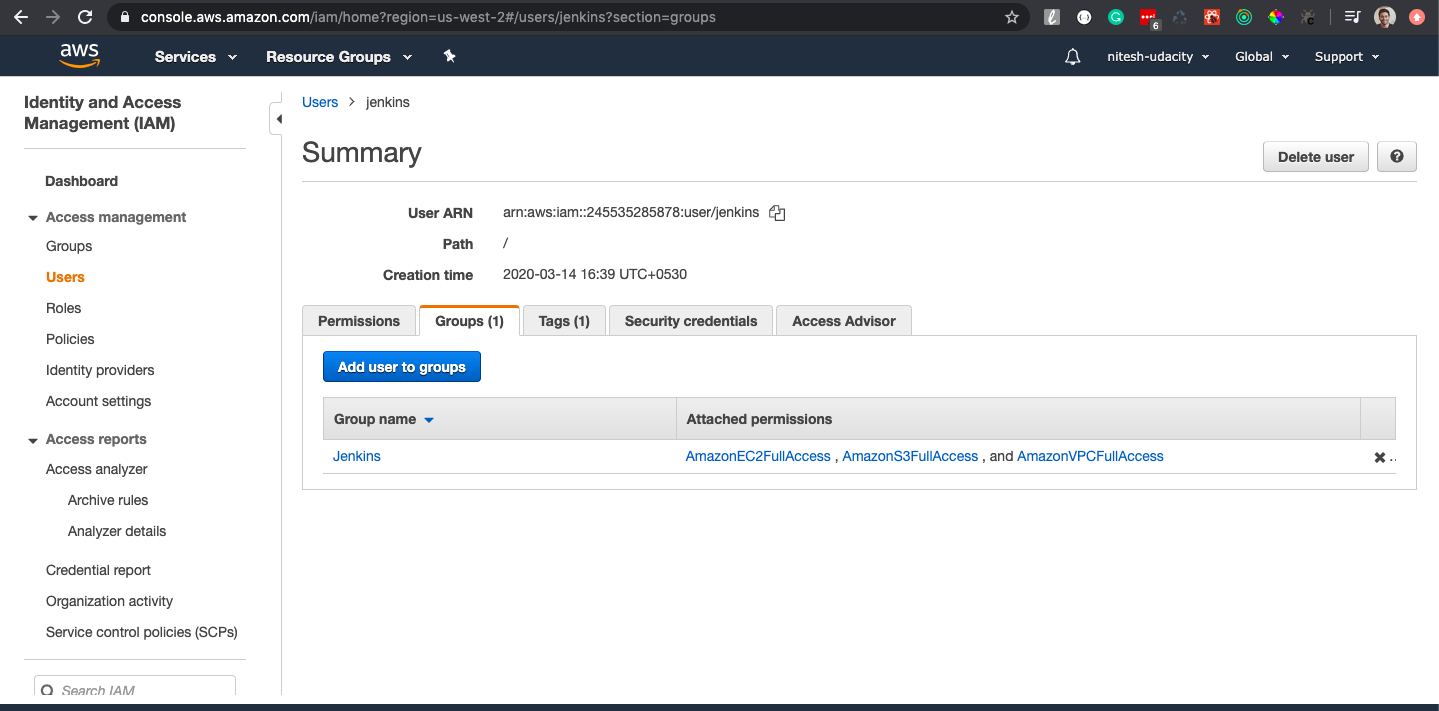 console.aws.amazon.com/iam/home?region=us-west-2#/users/jenkins?section=groups
6
aws
Services
Resource Groups
nitesh-udacity
Global
Support
Identity and Access
Management (IAM)
Dashboard
Access management
Groups
Users
Roles
Policies
Identity providers
Account settings
Access reports
Access analyzer
Archive rules
Analyzer details
Credential report
Organization activity
Service control policies (SCPs)
Search IAM
Users > jenkins
Summary
Delete user
?
User ARN arn:aws:iam::245535285878:user/jenkins
Path /
Creation time 2020-03-14 16:39 UTC+0530
Permissions
Groups (1)
Tags (1)
Security credentials
Access Advisor
Add user to groups
Group name Attached permissions
Jenkins AmazonEC2FullAccess , AmazonS3FullAccess , and AmazonVPCFullAccess ✖ ..